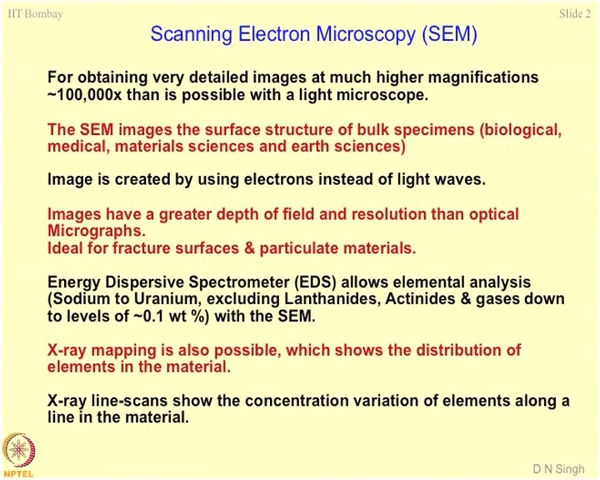 IIT Bombay
Slide 2
Scanning Electron Microscopy (SEM)
For obtaining very detailed images at much higher magnifications
~100,000x than is possible with a light microscope.
The SEM images the surface structure of bulk specimens (biological,
medical, materials sciences and earth sciences)
Image is created by using electrons instead of light waves.
Images have a greater depth of field and resolution than optical
Micrographs.
Ideal for fracture surfaces & particulate materials.
Energy Dispersive Spectrometer (EDS) allows elemental analysis
(Sodium to Uranium, excluding Lanthanides, Actinides & gases down
to levels of ~0.1 wt %) with the SEM.
X-ray mapping is also possible, which shows the distribution of
elements in the material.
X-ray line-scans show the concentration variation of elements along a
line in the material.
NPTEL
D N Singh